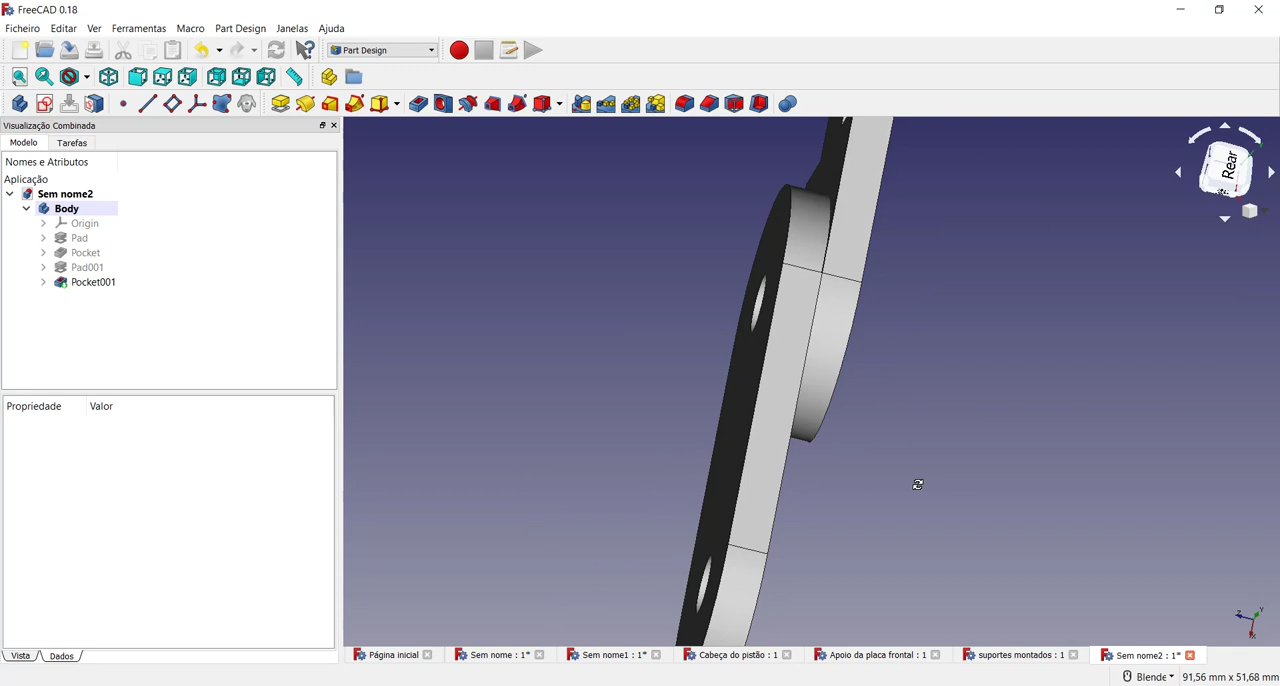 FreeCAD 0.18
Ficheiro Editar Ver Ferramentas Macro Part Design Janelas Ajuda
Part Design
Visualização Combinada
Modelo Tarefas
Nomes e Atributos
Aplicação
Sem nome2
Body
Origin
Pad
Pocket
Pad001
Pocket001
Propriedade Valor
Vista Dados
Rear
Y
Z
X
Página inicial Sem nome : 1* Sem nome1 : 1* Cabeça do pistão : 1 Apoio da placa frontal : 1 suportes montados : 1 Sem nome2 : 1*
Blende 91,56 mm x 51,68 mm